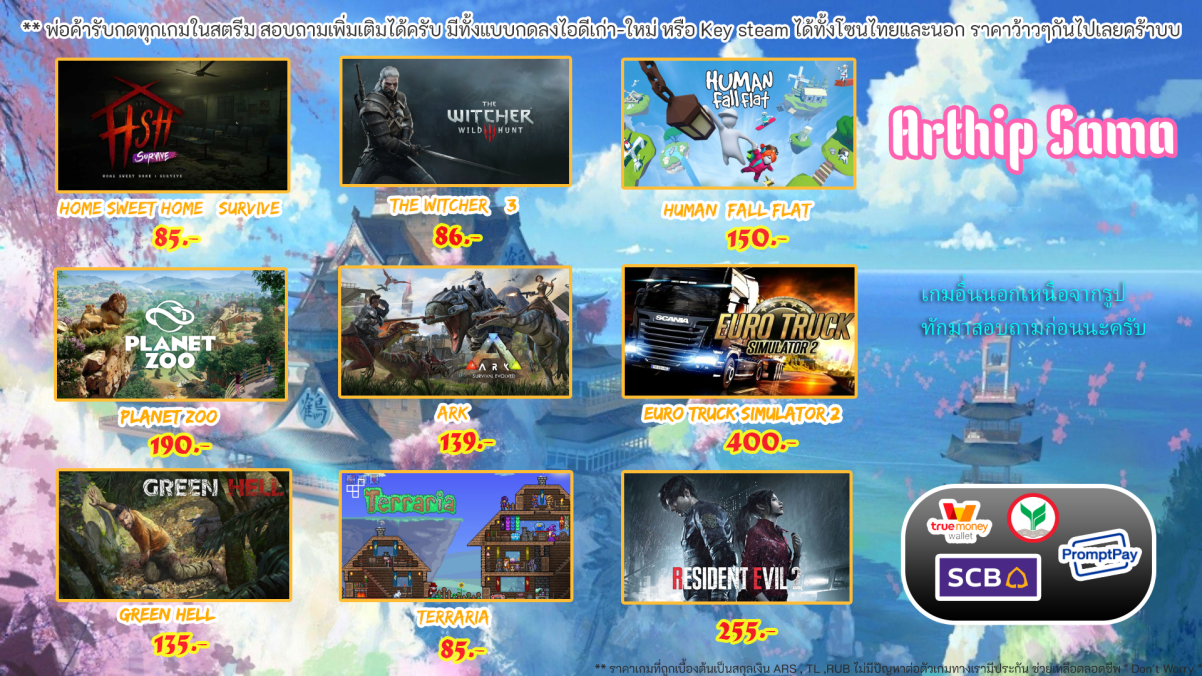 ** พ่อค้ารับกดทุกเกมในสตรีม สอบถามเพิ่มเติมได้ครับ มีทั้งแบบกดลงไอดีเก่า-ใหม่ หรือ Key steam ได้ทั้งโซนไทยและนอก ราคาว้าวๆกันไปเลยคร้าบบ
Arthip Sama
HSH
SURVIVE
HOME SWEET HOME : SURVIVE
HOME SWEET HOME SURVIVE
85.-
THE
WITCHER
WILD HUNT
THE WITCHER 3
86.-
HUMAN
fall flat
HUMAN FALL FLAT
150.-
PLANET
ZOO
PLANET ZOO
190.-
ARK
SURVIVAL EVOLVED
ARK
139.-
SCANIA
EURO TRUCK
SIMULATOR 2
EURO TRUCK SIMULATOR 2
400.-
เกมอื่นนอกเหนือจากรูป
ทักมาสอบถามก่อนนะครับ
GREEN HELL
GREEN HELL
135.-
Terraria
TERRARIA
85.-
RESIDENT EVIL 2
255.-
truemoney
wallet
SCB
PromptPay
** ราคาเกมที่ถูกเบื้องต้นเป็นสกุลเงิน ARS , TL ,RUB ไม่มีปัญหาต่อตัวเกมทางเรามีประกัน ช่วยเหลือตลอดชีพ " Don't Worry